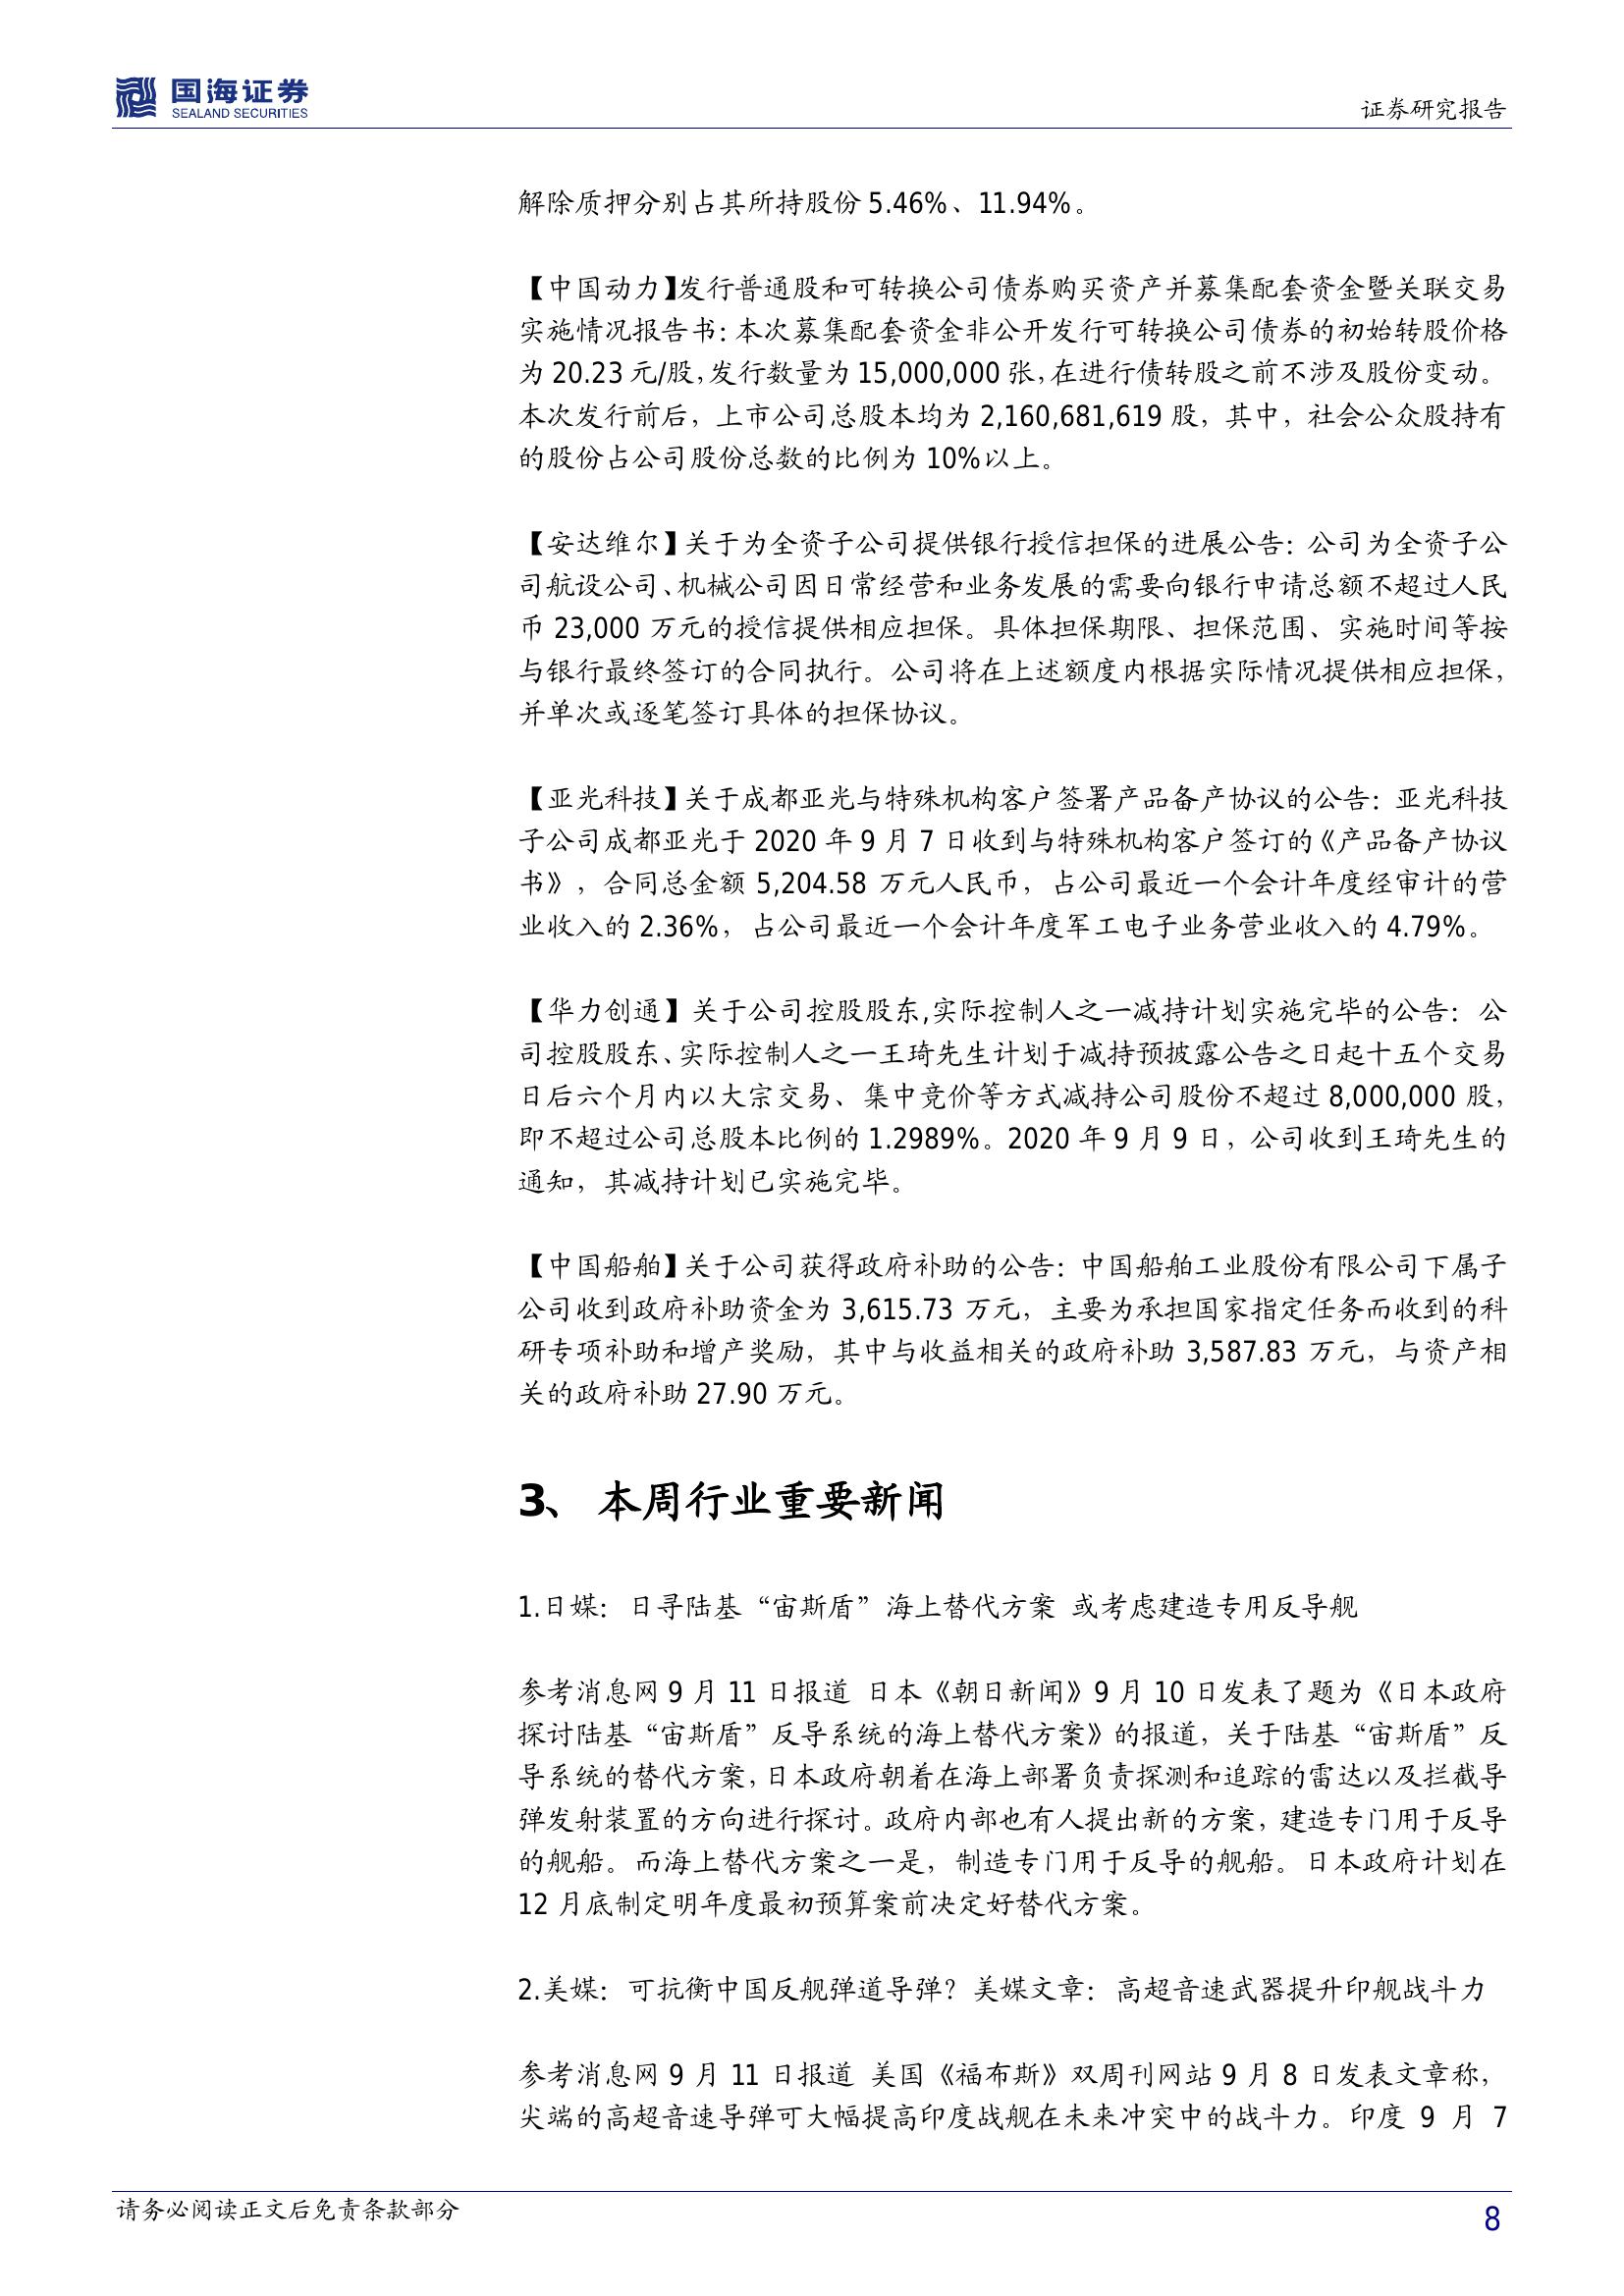 国海证券
SEALAND SECURITIES
证券研究报告
解除质押分别占其所持股份 5.46%、11.94%。
【中国动力】发行普通股和可转换公司债券购买资产并募集配套资金暨关联交易
实施情况报告书：本次募集配套资金非公开发行可转换公司债券的初始转股价格
为 20.23 元/股，发行数量为 15,000,000 张，在进行债转股之前不涉及股份变动。
本次发行前后，上市公司总股本均为 2,160,681,619 股，其中，社会公众股持有
的股份占公司股份总数的比例为 10%以上。
【安达维尔】关于为全资子公司提供银行授信担保的进展公告：公司为全资子公
司航设公司、机械公司因日常经营和业务发展的需要向银行申请总额不超过人民
币 23,000 万元的授信提供相应担保。具体担保期限、担保范围、实施时间等按
与银行最终签订的合同执行。公司将在上述额度内根据实际情况提供相应担保，
并单次或逐笔签订具体的担保协议。
【亚光科技】关于成都亚光与特殊机构客户签署产品备产协议的公告：亚光科技
子公司成都亚光于 2020 年 9 月 7 日收到与特殊机构客户签订的《产品备产协议
书》，合同总金额 5,204.58 万元人民币，占公司最近一个会计年度经审计的营
业收入的 2.36%，占公司最近一个会计年度军工电子业务营业收入的 4.79%。
【华力创通】关于公司控股股东,实际控制人之一减持计划实施完毕的公告：公
司控股股东、实际控制人之一王琦先生计划于减持预披露公告之日起十五个交易
日后六个月内以大宗交易、集中竞价等方式减持公司股份不超过 8,000,000 股，
即不超过公司总股本比例的 1.2989%。2020 年 9 月 9 日，公司收到王琦先生的
通知，其减持计划已实施完毕。
【中国船舶】关于公司获得政府补助的公告：中国船舶工业股份有限公司下属子
公司收到政府补助资金为 3,615.73 万元，主要为承担国家指定任务而收到的科
研专项补助和增产奖励，其中与收益相关的政府补助 3,587.83 万元，与资产相
关的政府补助 27.90 万元。
3、 本周行业重要新闻
1.日媒：日寻陆基“宙斯盾”海上替代方案 或考虑建造专用反导舰
参考消息网 9 月 11 日报道 日本《朝日新闻》9 月 10 日发表了题为《日本政府
探讨陆基“宙斯盾”反导系统的海上替代方案》的报道，关于陆基“宙斯盾”反
导系统的替代方案，日本政府朝着在海上部署负责探测和追踪的雷达以及拦截导
弹发射装置的方向进行探讨。政府内部也有人提出新的方案，建造专门用于反导
的舰船。而海上替代方案之一是，制造专门用于反导的舰船。日本政府计划在
12 月底制定明年度最初预算案前决定好替代方案。
2.美媒：可抗衡中国反舰弹道导弹？美媒文章：高超音速武器提升印舰战斗力
参考消息网 9 月 11 日报道 美国《福布斯》双周刊网站 9 月 8 日发表文章称，
尖端的高超音速导弹可大幅提高印度战舰在未来冲突中的战斗力。印度 9 月 7
请务必阅读正文后免责条款部分
8